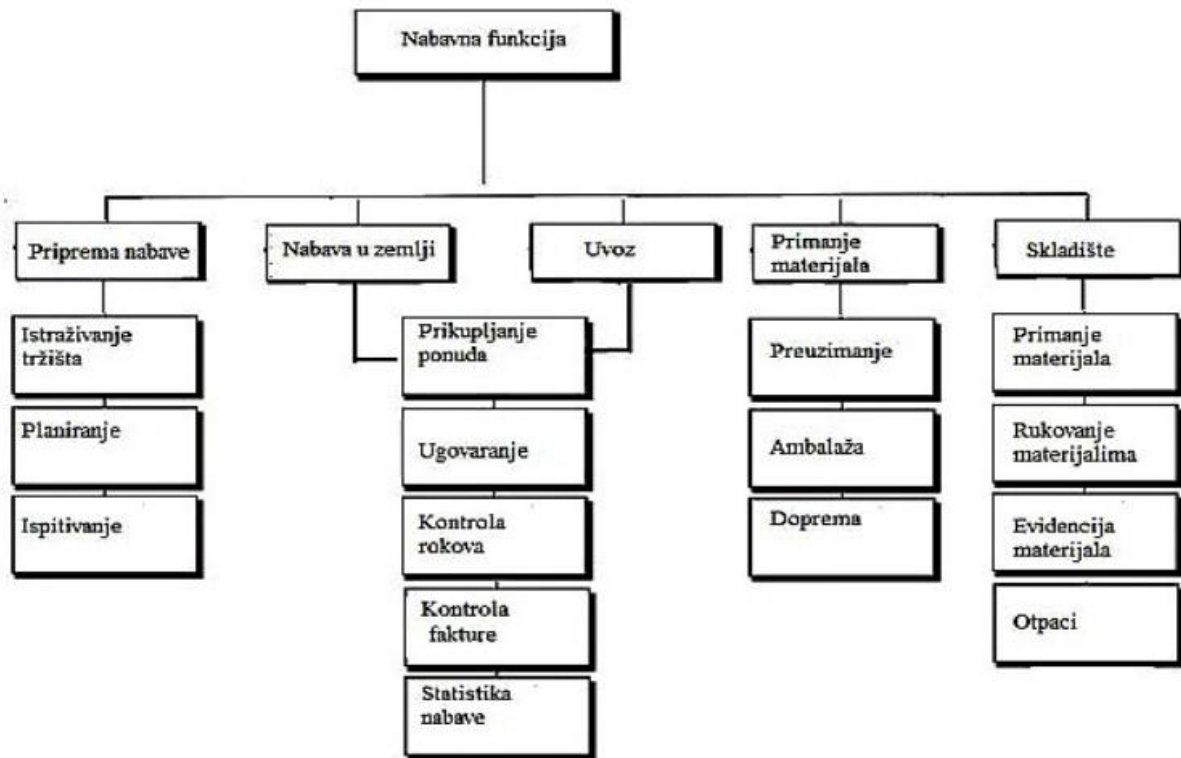 Nabavna funkcija
Priprema nabave
Nabava u zemlji
Uvoz
Primanje
materijala
Skladište
Istraživanje
tržišta
Planiranje
Ispitivanje
Prikupljanje
ponuda
Ugovaranje
Kontrola
rokova
Kontrola
fakture
Statistika
nabave
Preuzimanje
Ambalaža
Doprema
Primanje
materijala
Rukovanje
materijalima
Evidencija
materijala
Otpaci